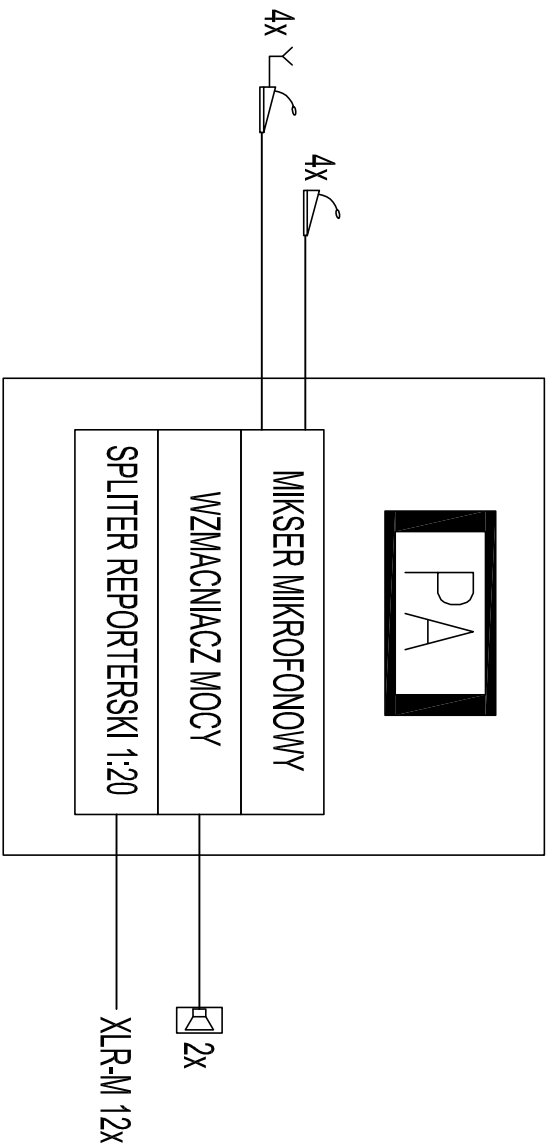 PA
4x
4x
MIKSER MIKROFONOWY
WZMACNIACZ MOCY
2x
SPLITER REPORTERSKI 1:20
XLR-M 12x